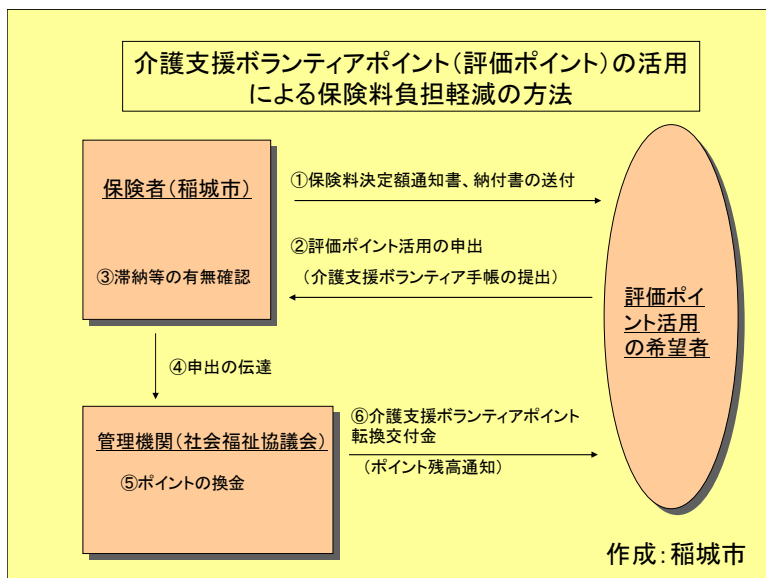 介護支援ボランティアポイント（評価ポイント）の活用
による保険料負担軽減の方法
保険者（稲城市）
①保険料決定額通知書、納付書の送付
②評価ポイント活用の申出
（介護支援ボランティア手帳の提出）
③滞納等の有無確認
評価ポイ
ント活用
の希望者
④申出の伝達
管理機関（社会福祉協議会）
⑤ポイントの換金
⑥介護支援ボランティアポイント
転換交付金
（ポイント残高通知）
作成：稲城市